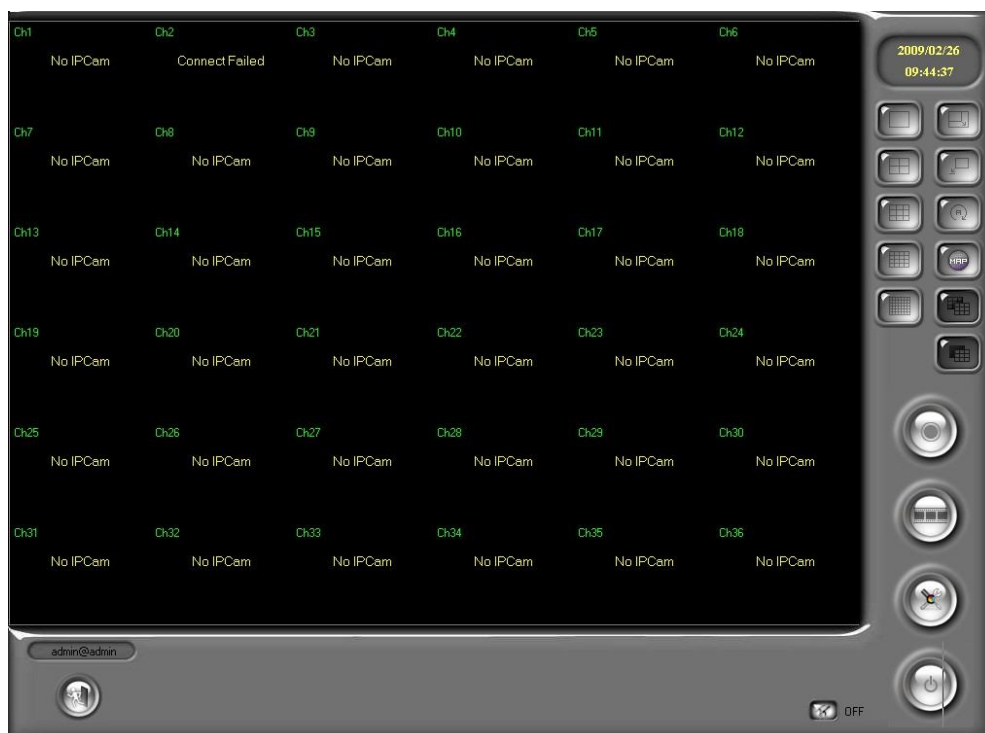 Ch1 Ch2 Ch3 Ch4 Ch5 Ch6
No IPCam Connect Failed No IPCam No IPCam No IPCam No IPCam
Ch7 Ch8 Ch9 Ch10 Ch11 Ch12
No IPCam No IPCam No IPCam No IPCam No IPCam No IPCam
Ch13 Ch14 Ch15 Ch16 Ch17 Ch18
No IPCam No IPCam No IPCam No IPCam No IPCam No IPCam
Ch19 Ch20 Ch21 Ch22 Ch23 Ch24
No IPCam No IPCam No IPCam No IPCam No IPCam No IPCam
Ch25 Ch26 Ch27 Ch28 Ch29 Ch30
No IPCam No IPCam No IPCam No IPCam No IPCam No IPCam
Ch31 Ch32 Ch33 Ch34 Ch35 Ch36
No IPCam No IPCam No IPCam No IPCam No IPCam No IPCam
2009/02/26
09:44:37
R
MAP
admin@admin
OFF